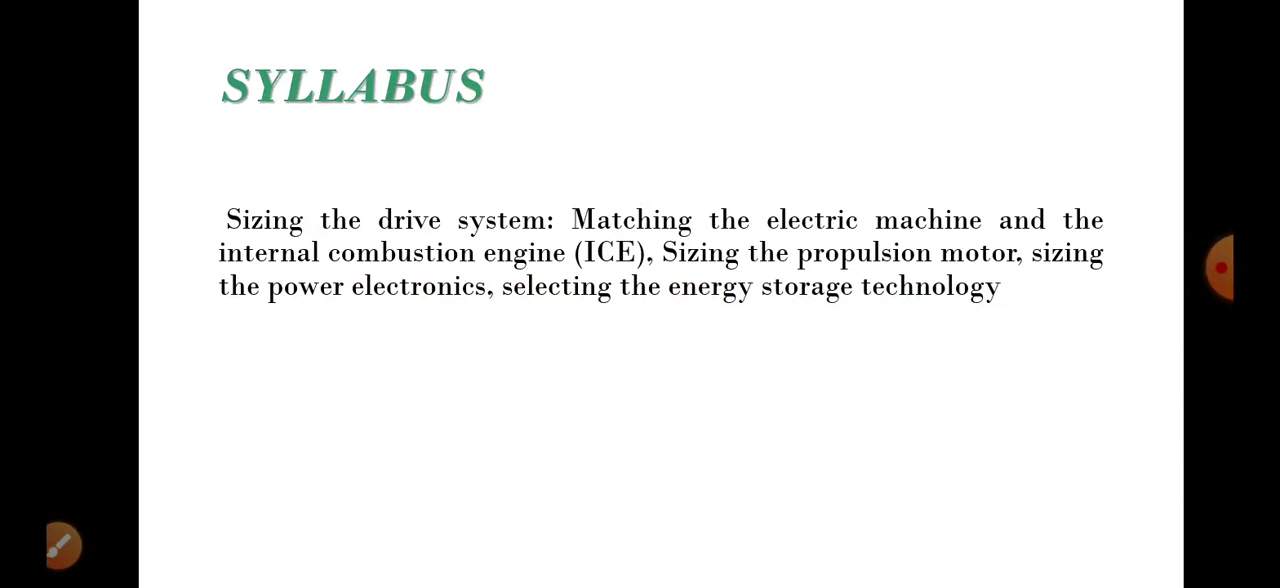 SYLLABUS
Sizing the drive system: Matching the electric machine and the
internal combustion engine (ICE), Sizing the propulsion motor, sizing
the power electronics, selecting the energy storage technology